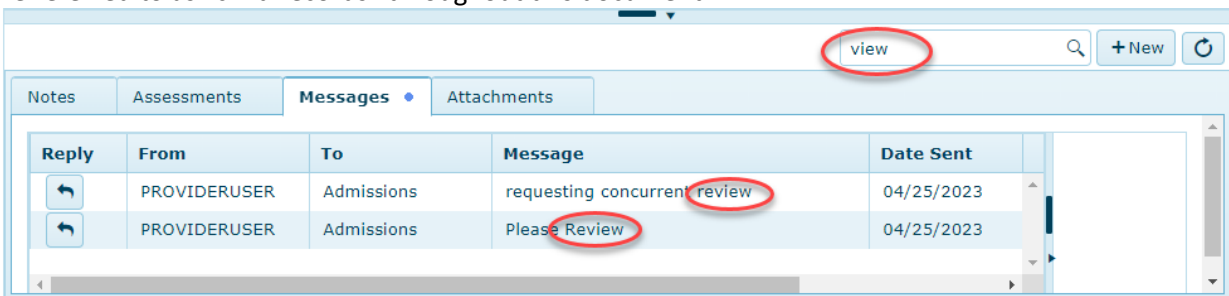 view
+ New
Notes Assessments Messages Attachments
Reply From To Message Date Sent
PROVIDERUSER Admissions requesting concurrent review 04/25/2023
PROVIDERUSER Admissions Please Review 04/25/2023